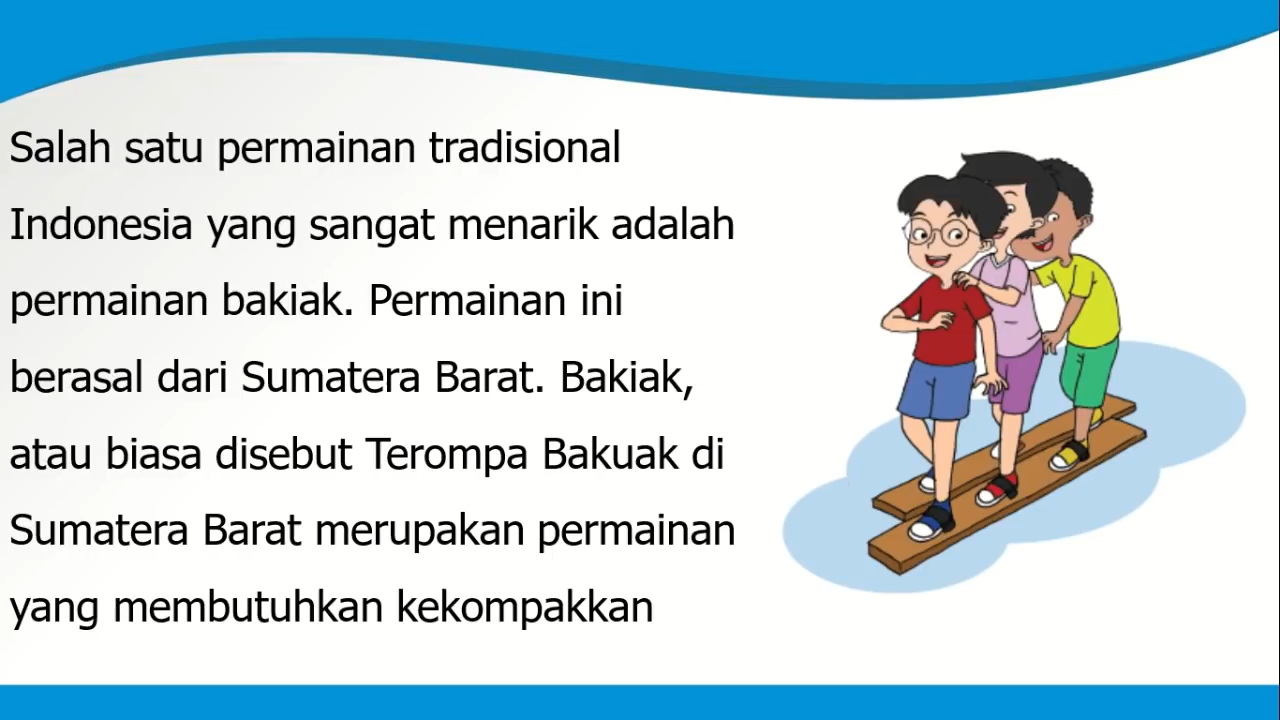 Salah satu permainan tradisional
Indonesia yang sangat menarik adalah
permainan bakiak. Permainan ini
berasal dari Sumatera Barat. Bakiak,
atau biasa disebut Terompa Bakuak di
Sumatera Barat merupakan permainan
yang membutuhkan kekompakkan